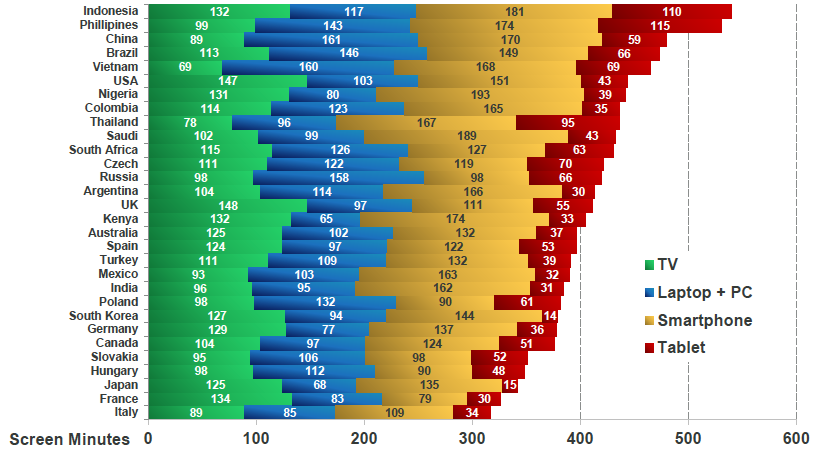 Indonesia 132 117 181 110
Phillipines 99 143 174 115
China 89 161 170 59
Brazil 113 146 149 66
Vietnam 69 160 168 69
USA 147 103 151 43
Nigeria 131 80 193 39
Colombia 114 123 165 35
Thailand 78 96 167 95
Saudi 102 99 189 43
South Africa 115 126 127 63
Czech 111 122 119 70
Russia 98 158 98 66
Argentina 104 114 166 30
UK 148 97 111 55
Kenya 132 65 174 33
Australia 125 102 132 37
Spain 124 97 122 53
Turkey 111 109 132 39
Mexico 93 103 163 32
India 96 95 162 31
Poland 98 132 90 61
South Korea 127 94 144 14
Germany 129 77 137 36
Canada 104 97 124 51
Slovakia 95 106 98 52
Hungary 98 112 90 48
Japan 125 68 135 15
France 134 83 79 30
Italy 89 85 109 34
TV
Laptop + PC
Smartphone
Tablet
Screen Minutes 0 100 200 300 400 500 600